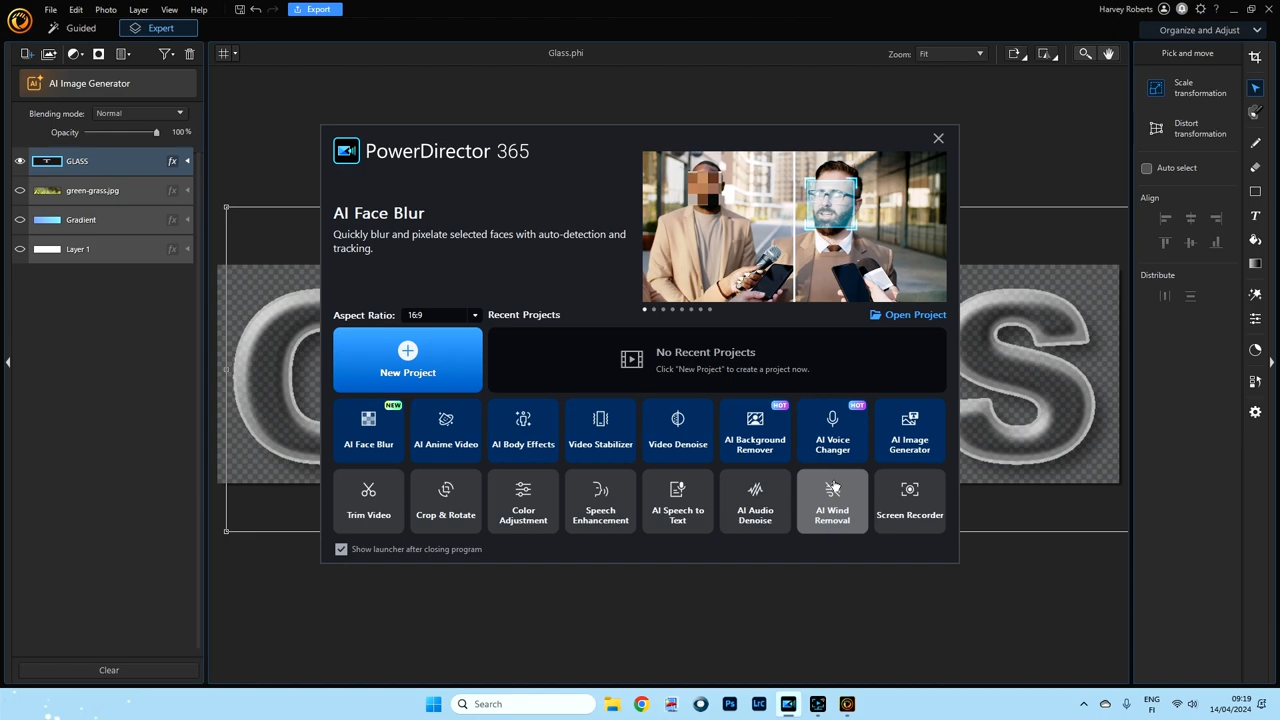 File Edit Photo Layer View Help Export Harvey Roberts
Guided Expert Organize and Adjust
Glass.phi Zoom: Fit Pick and move
AI Image Generator
Scale transformation
Blending mode: Normal
Opacity 100 %
Distort transformation
GLASS fx
green-grass.jpg fx
Gradient fx
Layer 1 fx
Clear
Auto select
Align
Distribute
PowerDirector 365
AI Face Blur
Quickly blur and pixelate selected faces with auto-detection and
tracking.
Aspect Ratio: 16:9 Recent Projects Open Project
New Project
No Recent Projects
Click "New Project" to create a project now.
NEW HOT HOT
AI Face Blur AI Anime Video AI Body Effects Video Stabilizer Video Denoise AI Background Remover AI Voice Changer AI Image Generator
Trim Video Crop & Rotate Color Adjustment Speech Enhancement AI Speech to Text AI Audio Denoise AI Wind Removal Screen Recorder
Show launcher after closing program
G S
Search Ps Lrc ENG FI 09:19 14/04/2024